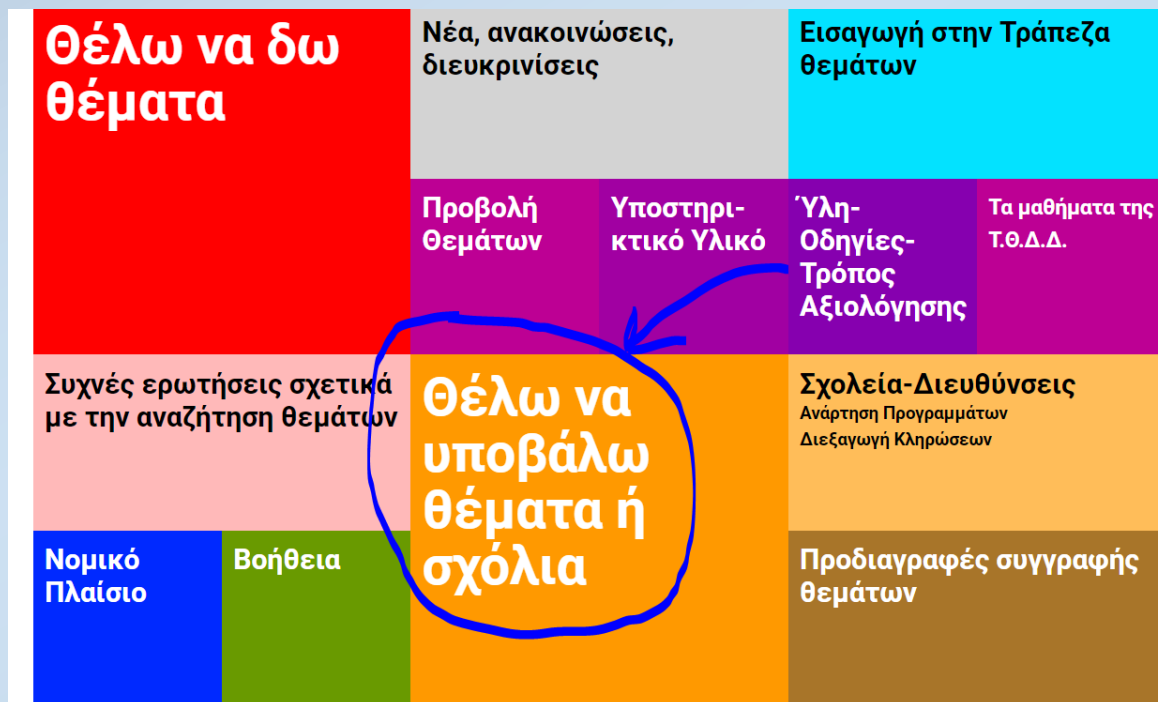 Θέλω να δω
θέματα
Νέα, ανακοινώσεις,
διευκρινίσεις
Εισαγωγή στην Τράπεζα
θεμάτων
Προβολή
Θεμάτων
Υποστηρι-
κτικό Υλικό
Ύλη-
Οδηγίες-
Τρόπος
Αξιολόγησης
Τα μαθήματα της
Τ.Θ.Δ.Δ.
Συχνές ερωτήσεις σχετικά
με την αναζήτηση θεμάτων
Θέλω να
υποβάλω
θέματα ή
σχόλια
Σχολεία-Διευθύνσεις
Ανάρτηση Προγραμμάτων
Διεξαγωγή Κληρώσεων
Νομικό
Πλαίσιο
Βοήθεια
Προδιαγραφές συγγραφής
θεμάτων